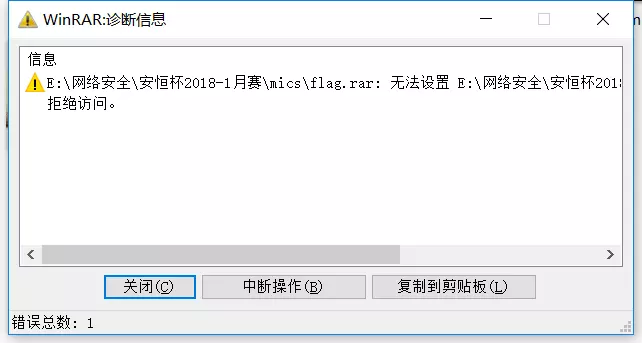 WinRAR:诊断信息
信息
E:\网络安全\安恒杯2018-1月赛\mics\flag.rar: 无法设置 E:\网络安全\安恒杯201
拒绝访问。
关闭(C)
中断操作(B)
复制到剪贴板(L)
错误总数: 1